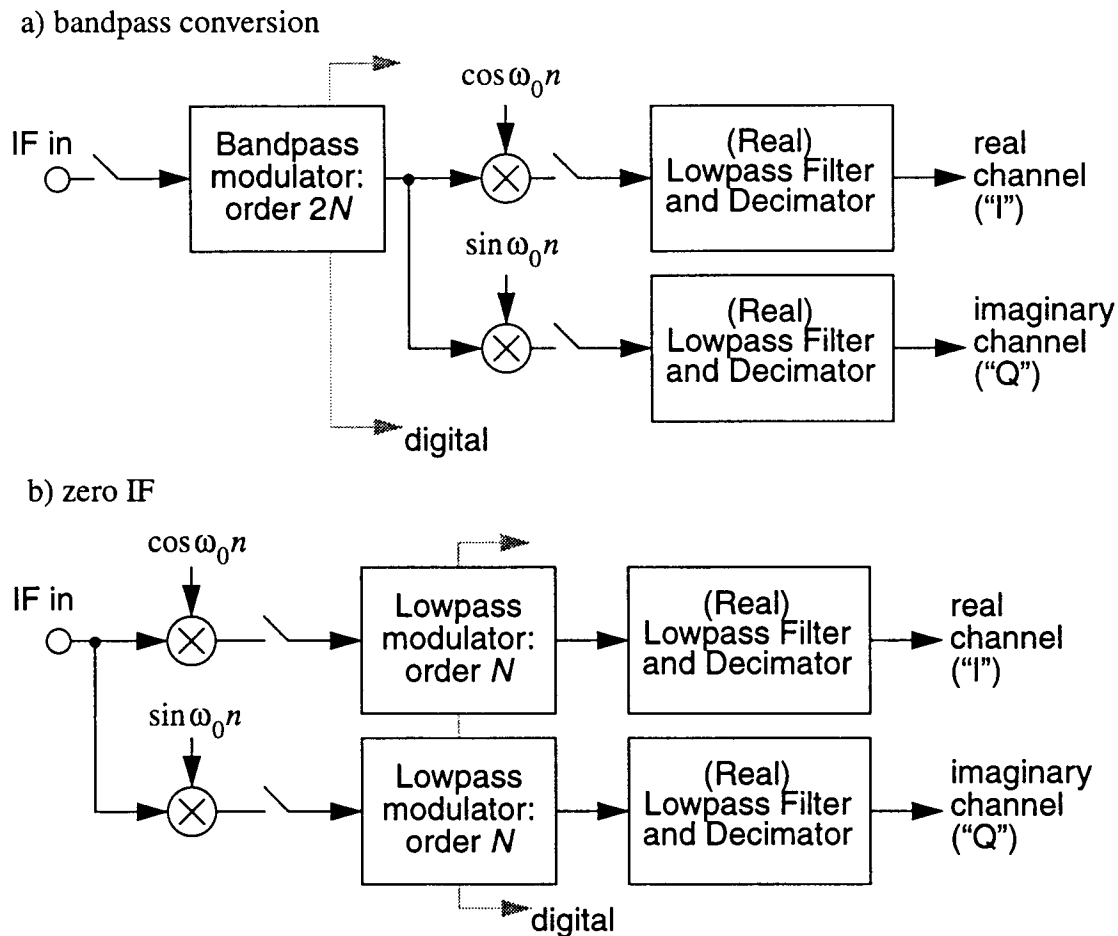 a) bandpass conversion
cos ω₀n
IF in
Bandpass
modulator:
order 2N
(Real)
Lowpass Filter
and Decimator
real
channel
(“I”)
sin ω₀n
(Real)
Lowpass Filter
and Decimator
imaginary
channel
(“Q”)
digital
b) zero IF
cos ω₀n
IF in
Lowpass
modulator:
order N
(Real)
Lowpass Filter
and Decimator
real
channel
(“I”)
sin ω₀n
Lowpass
modulator:
order N
(Real)
Lowpass Filter
and Decimator
imaginary
channel
(“Q”)
digital